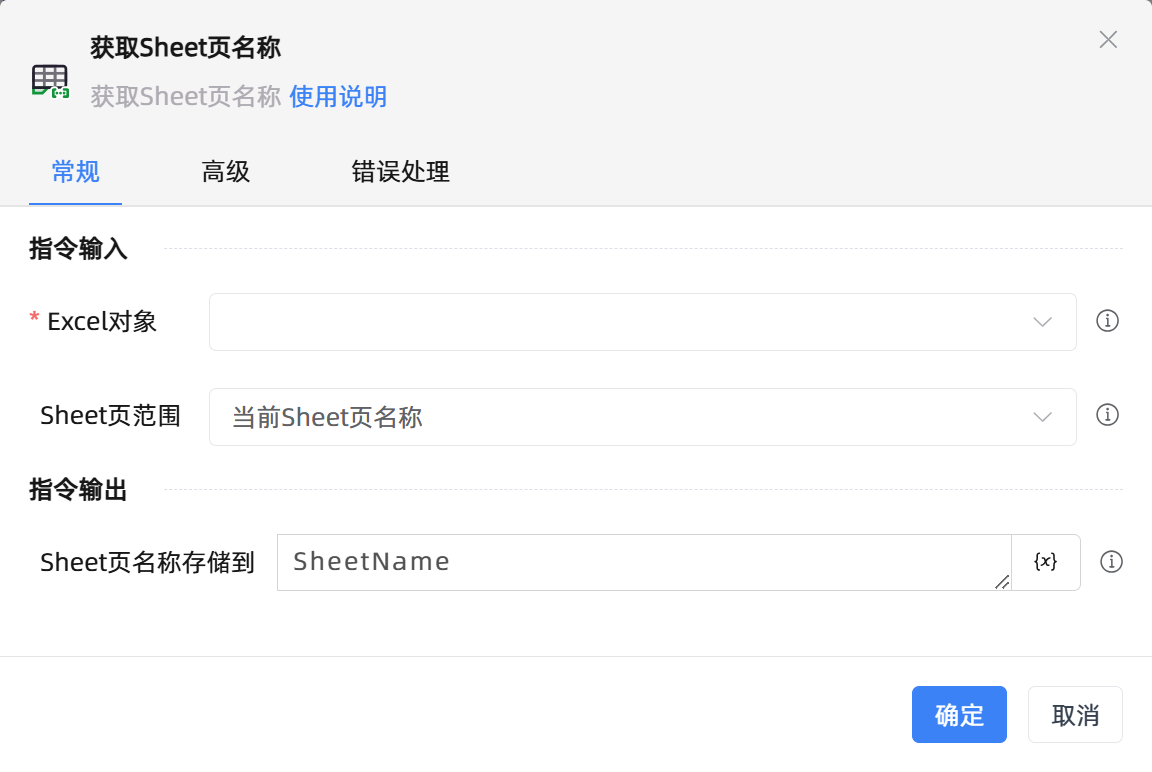 获取Sheet页名称
获取Sheet页名称 使用说明
常规 高级 错误处理
指令输入
* Excel对象
Sheet页范围 当前Sheet页名称
指令输出
Sheet页名称存储到 SheetName {x}
确定 取消